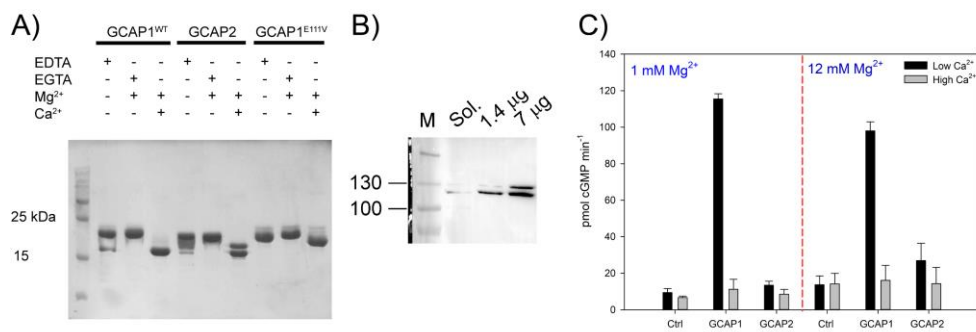 A)
GCAP1WT GCAP2 GCAP1E111V
EDTA + - - + - - + - -
EGTA - + - - + - - + -
Mg2+ - + + - + + - + +
Ca2+ - - + - - + - - +
25 kDa
15
B)
M Sol. 1.4 µg 7 µg
130
100
C)
140
120
100
80
60
40
20
0
pmol cGMP min-1
1 mM Mg2+
12 mM Mg2+
Low Ca2+
High Ca2+
Ctrl GCAP1 GCAP2 Ctrl GCAP1 GCAP2